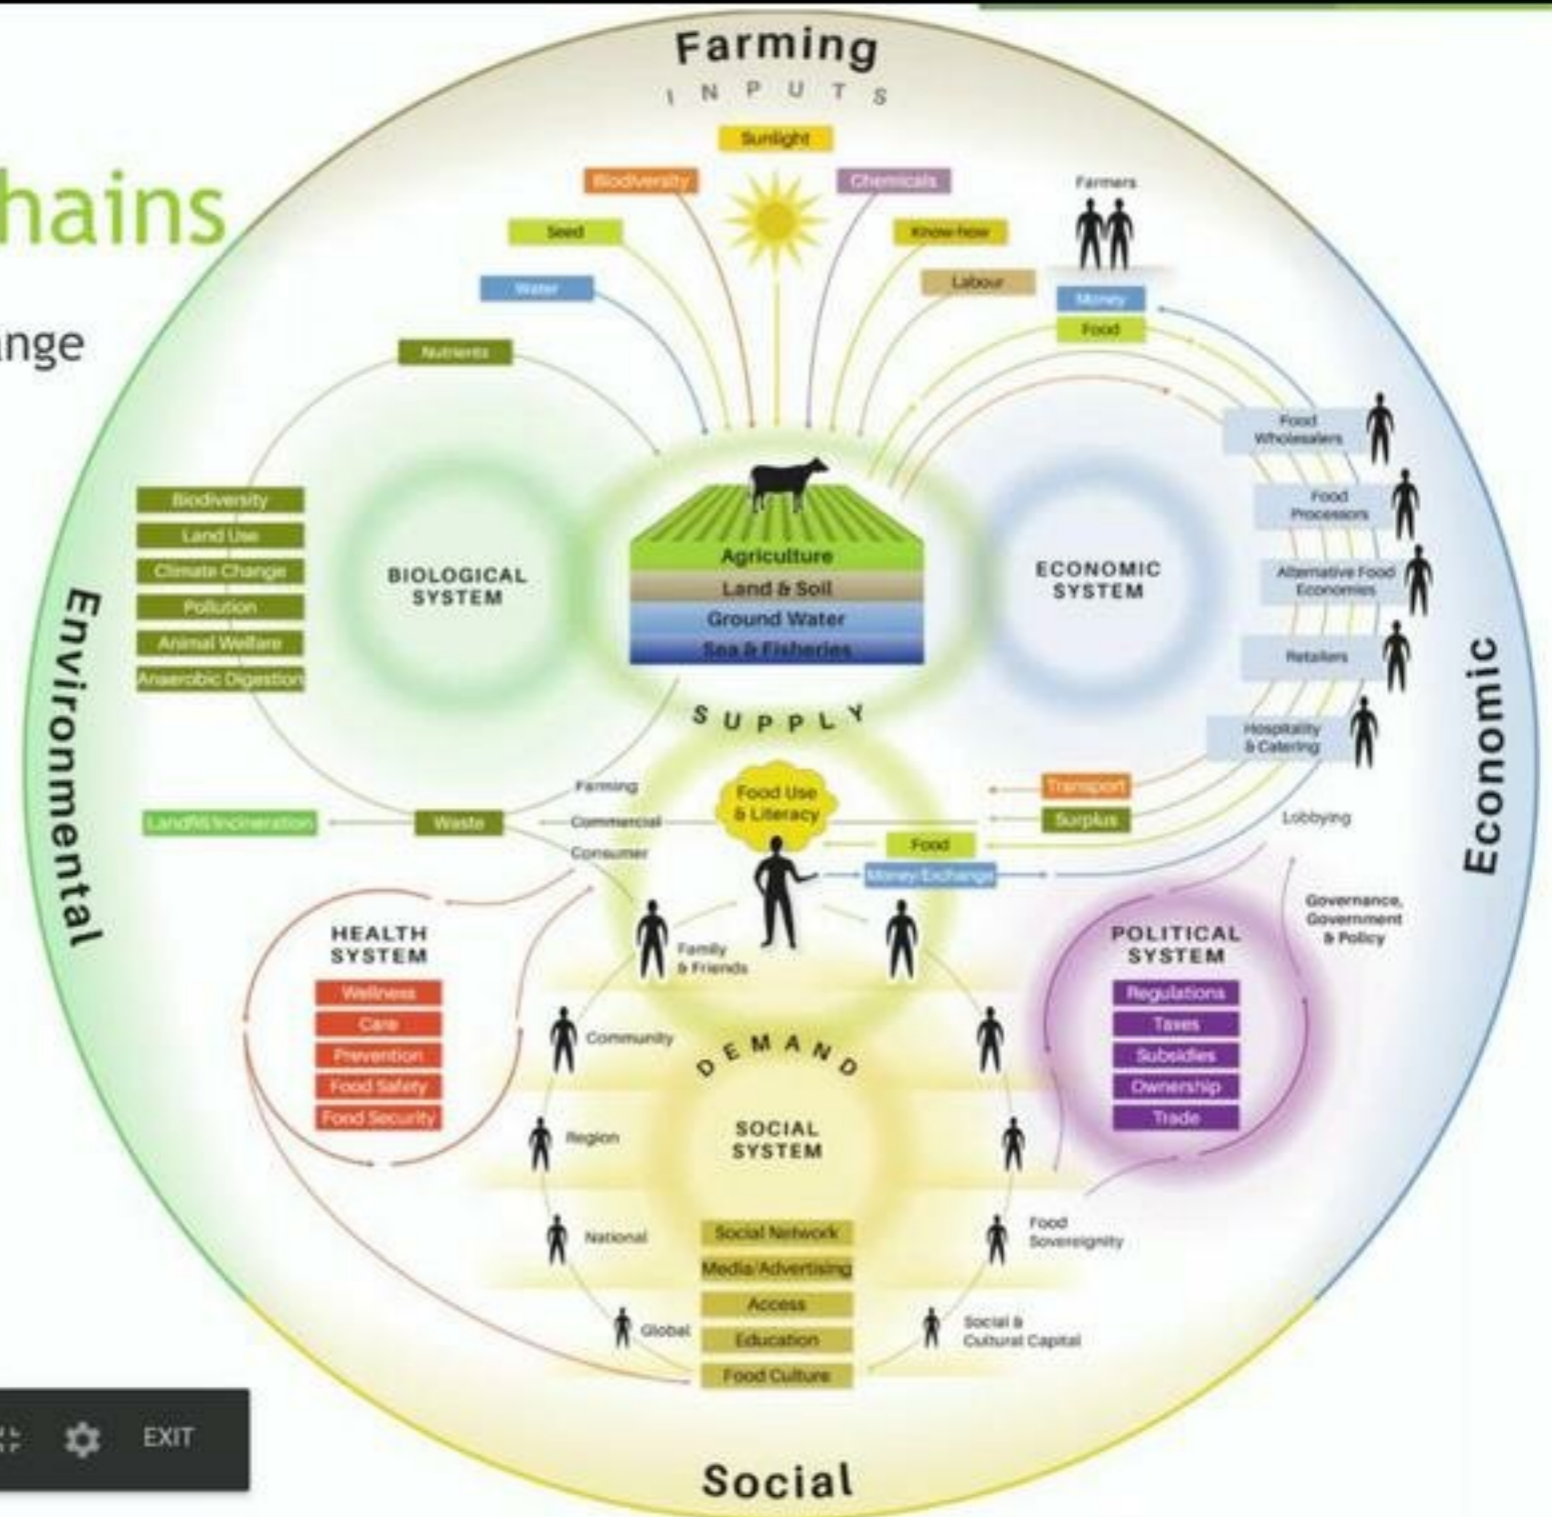 Farming
INPUTS
Sunlight
Biodiversity
Chemicals
Farmers
hains
Seed
Know-how
Water
Labour
Money
Food
ange
Nutrients
Food
Wholesalers
Biodiversity
Land Use
Climate Change
Pollution
Animal Welfare
Anaerobic Digestion
BIOLOGICAL
SYSTEM
Agriculture
Land & Soil
Ground Water
Sea & Fisheries
ECONOMIC
SYSTEM
Food
Processors
Alternative Food
Economies
Retailers
Hospitality
& Catering
Environmental
Economic
SUPPLY
Farming
Commercial
Consumer
Food Use
& Literacy
Transport
Surplus
Lobbying
Landfill/Incineration
Waste
Food
Money/Exchange
Governance,
Government
& Policy
HEALTH
SYSTEM
Wellness
Care
Prevention
Food Safety
Food Security
Family
& Friends
Community
Region
National
Global
DEMAND
SOCIAL
SYSTEM
Social Network
Media/Advertising
Access
Education
Food Culture
POLITICAL
SYSTEM
Regulations
Taxes
Subsidies
Ownership
Trade
Food
Sovereignity
Social &
Cultural Capital
EXIT
Social